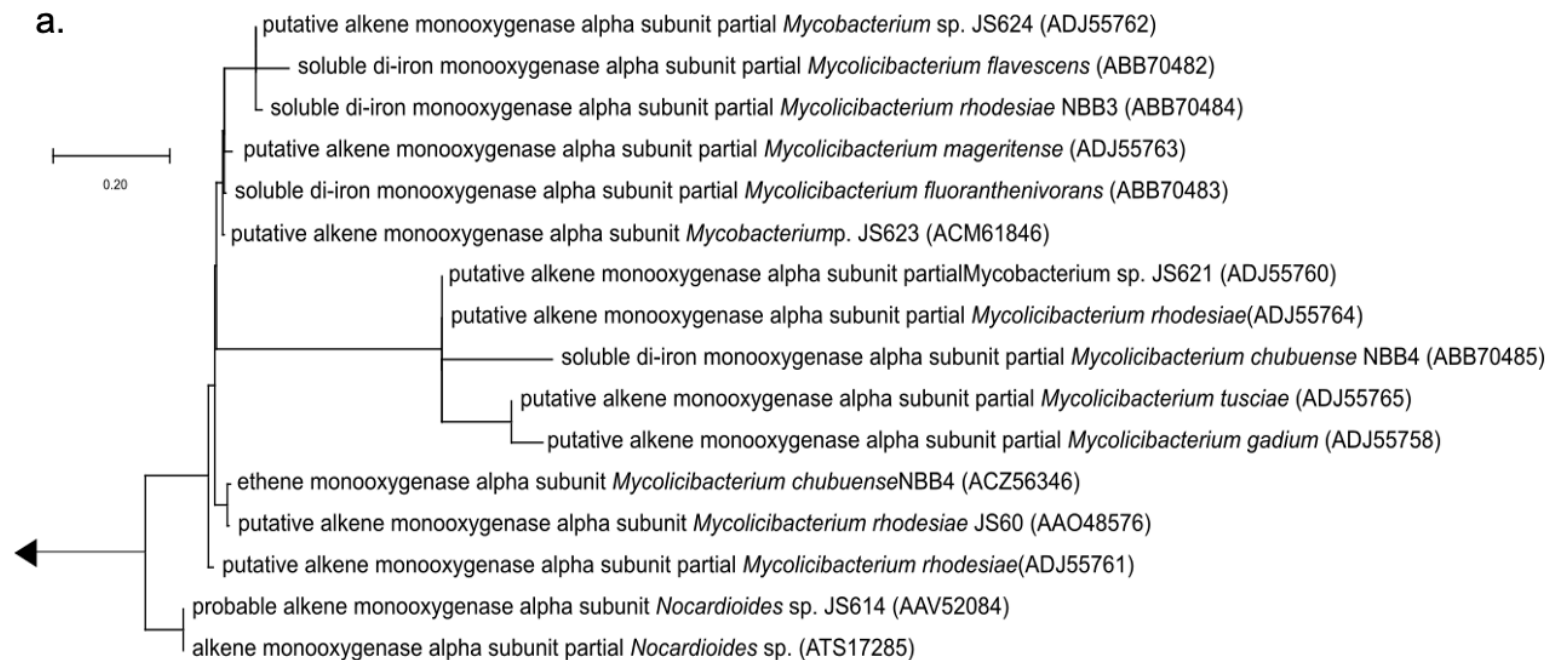 a.
putative alkene monooxygenase alpha subunit partial Mycobacterium sp. JS624 (ADJ55762)
soluble di-iron monooxygenase alpha subunit partial Mycolicibacterium flavescens (ABB70482)
soluble di-iron monooxygenase alpha subunit partial Mycolicibacterium rhodesiae NBB3 (ABB70484)
putative alkene monooxygenase alpha subunit partial Mycolicibacterium mageritense (ADJ55763)
0.20
soluble di-iron monooxygenase alpha subunit partial Mycolicibacterium fluoranthenivorans (ABB70483)
putative alkene monooxygenase alpha subunit Mycobacteriump. JS623 (ACM61846)
putative alkene monooxygenase alpha subunit partialMycobacterium sp. JS621 (ADJ55760)
putative alkene monooxygenase alpha subunit partial Mycolicibacterium rhodesiae(ADJ55764)
soluble di-iron monooxygenase alpha subunit partial Mycolicibacterium chubuense NBB4 (ABB70485)
putative alkene monooxygenase alpha subunit partial Mycolicibacterium tusciae (ADJ55765)
putative alkene monooxygenase alpha subunit partial Mycolicibacterium gadium (ADJ55758)
ethene monooxygenase alpha subunit Mycolicibacterium chubuenseNBB4 (ACZ56346)
putative alkene monooxygenase alpha subunit Mycolicibacterium rhodesiae JS60 (AAO48576)
putative alkene monooxygenase alpha subunit partial Mycolicibacterium rhodesiae(ADJ55761)
probable alkene monooxygenase alpha subunit Nocardioides sp. JS614 (AAV52084)
alkene monooxygenase alpha subunit partial Nocardioides sp. (ATS17285)